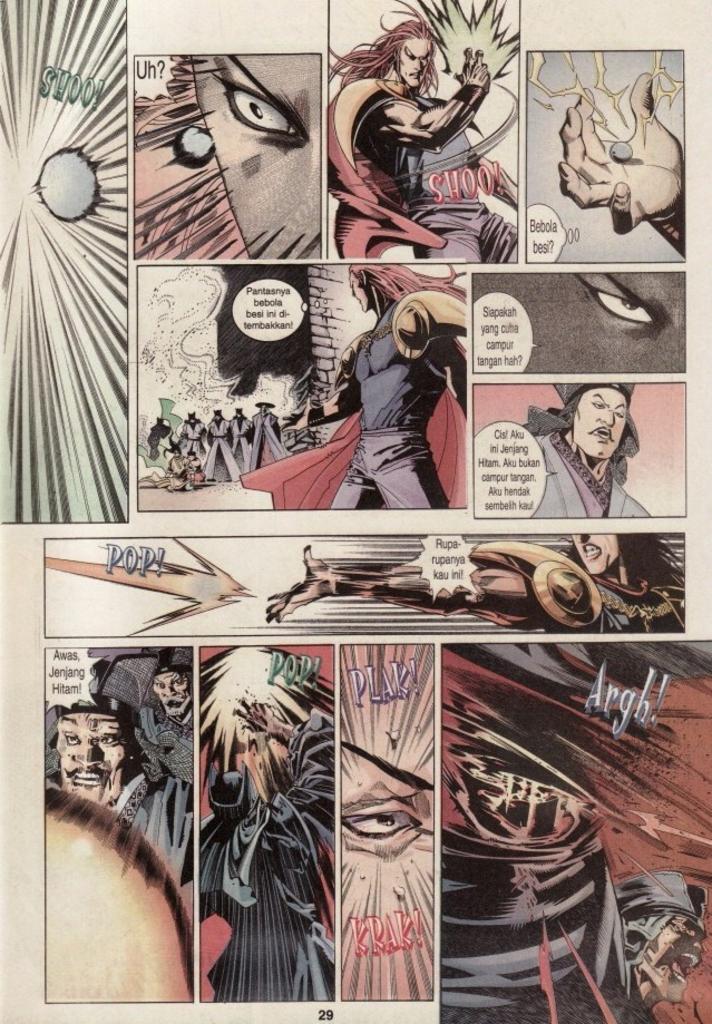 SHOO!
Uh?
SHOO!
Bebola
besi?
Pantasnya
bebola
besi ini di-
tembakkan!
Siapakah
yang cuba
campur
tangan hah?
Cis! Aku
ini Jenjang
Hitam. Aku bukan
campur tangan.
Aku hendak
sembelih kau!
POP!
Rupa-
rupanya
kau ini!
Awas,
Jenjang
Hitam!
POP!
PLAK!
KRAK!
Argh!
29